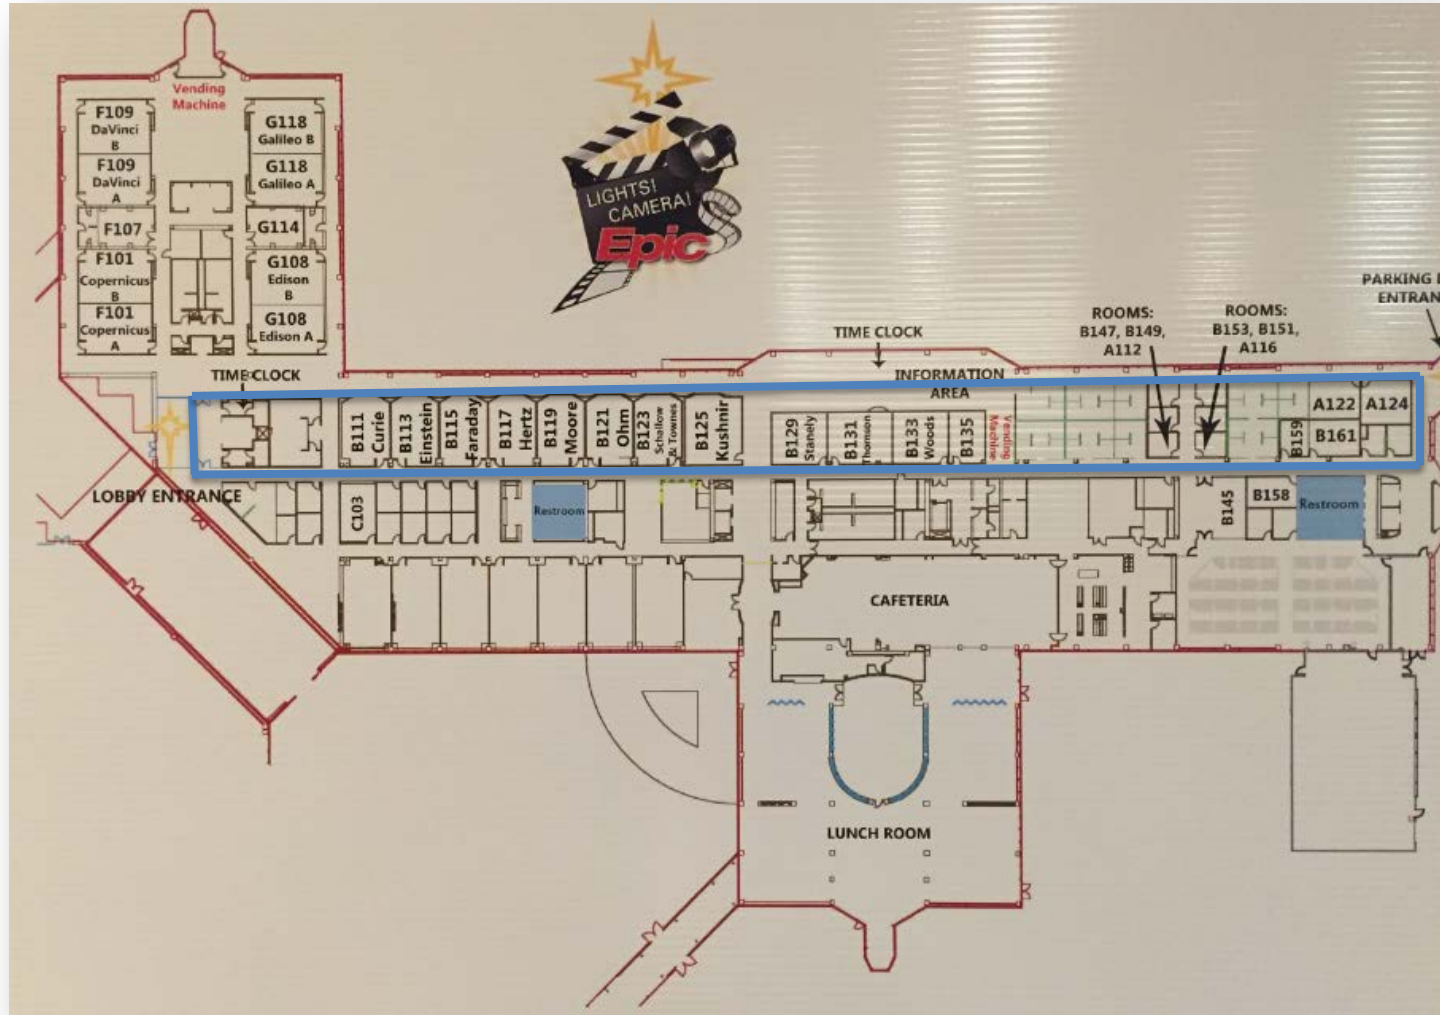 Vending
Machine
F109
DaVinci
B
F109
DaVinci
A
F107
F101
Copernicus
B
F101
Copernicus
A
G118
Galileo B
G118
Galileo A
G114
G108
Edison
B
G108
Edison A
LIGHTS!
CAMERA!
Epic
PARKING
ENTRAN
ROOMS:
B147, B149,
A112
ROOMS:
B153, B151,
A116
TIME CLOCK
TIME CLOCK
INFORMATION
AREA
B111
Curie
B113
Einstein
B115
Faraday
B117
Hertz
B119
Moore
B121
Ohm
B123
Schallow
& Townes
B125
Kushnir
B129
Stanely
B131
Thomson
B133
Woods
B135
Vending
Machine
A122
A124
B159
B161
LOBBY ENTRANCE
C103
Restroom
B145
B158
Restroom
CAFETERIA
LUNCH ROOM